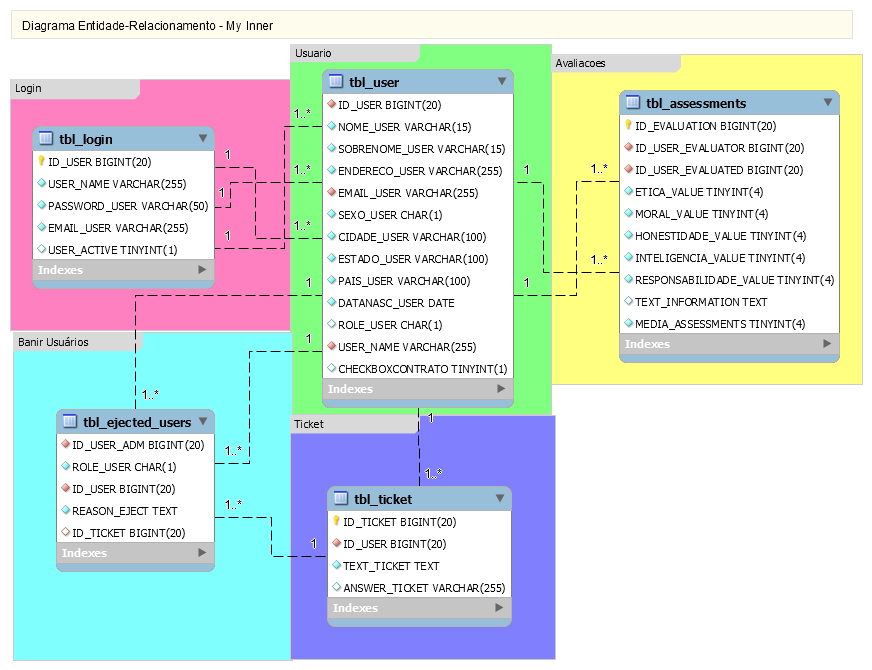 Diagrama Entidade-Relacionamento - My Inner
Login
tbl_login
ID_USER BIGINT(20)
USER_NAME VARCHAR(255)
PASSWORD_USER VARCHAR(50)
EMAIL_USER VARCHAR(255)
USER_ACTIVE TINYINT(1)
Indexes
1
1
1
1..*
1..*
1..*
Usuario
tbl_user
ID_USER BIGINT(20)
NOME_USER VARCHAR(15)
SOBRENOME_USER VARCHAR(15)
ENDERECO_USER VARCHAR(255)
EMAIL_USER VARCHAR(255)
SEXO_USER CHAR(1)
CIDADE_USER VARCHAR(100)
ESTADO_USER VARCHAR(100)
PAIS_USER VARCHAR(100)
DATANASC_USER DATE
ROLE_USER CHAR(1)
USER_NAME VARCHAR(255)
CHECKBOXCONTRATO TINYINT(1)
Indexes
1
1
1..*
1..*
Avaliacoes
tbl_assessments
ID_EVALUATION BIGINT(20)
ID_USER_EVALUATOR BIGINT(20)
ID_USER_EVALUATED BIGINT(20)
ETICA_VALUE TINYINT(4)
MORAL_VALUE TINYINT(4)
HONESTIDADE_VALUE TINYINT(4)
INTELIGENCIA_VALUE TINYINT(4)
RESPONSABILIDADE_VALUE TINYINT(4)
TEXT_INFORMATION TEXT
MEDIA_ASSESSMENTS TINYINT(4)
Indexes
1
1
Banir Usuários
1..*
tbl_ejected_users
ID_USER_ADM BIGINT(20)
ROLE_USER CHAR(1)
ID_USER BIGINT(20)
REASON_EJECT TEXT
ID_TICKET BIGINT(20)
Indexes
1..*
1..*
1
Ticket
1
1..*
tbl_ticket
ID_TICKET BIGINT(20)
ID_USER BIGINT(20)
TEXT_TICKET TEXT
ANSWER_TICKET VARCHAR(255)
Indexes